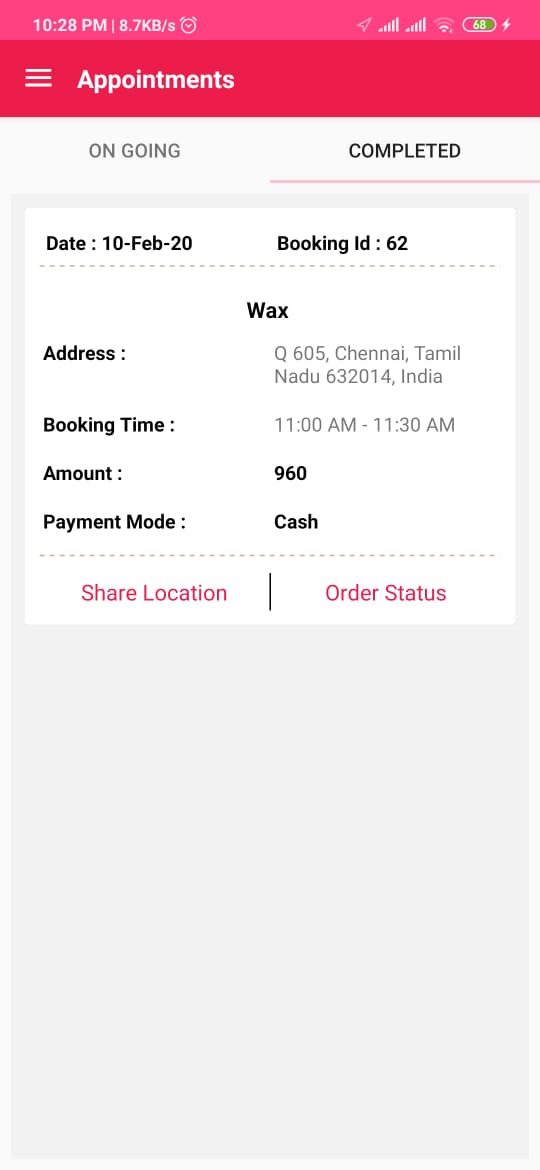 10:28 PM | 8.7KB/s
68
Appointments
ON GOING
COMPLETED
Date : 10-Feb-20
Booking Id : 62
Wax
Address :
Q 605, Chennai, Tamil
Nadu 632014, India
Booking Time :
11:00 AM - 11:30 AM
Amount :
960
Payment Mode :
Cash
Share Location
Order Status